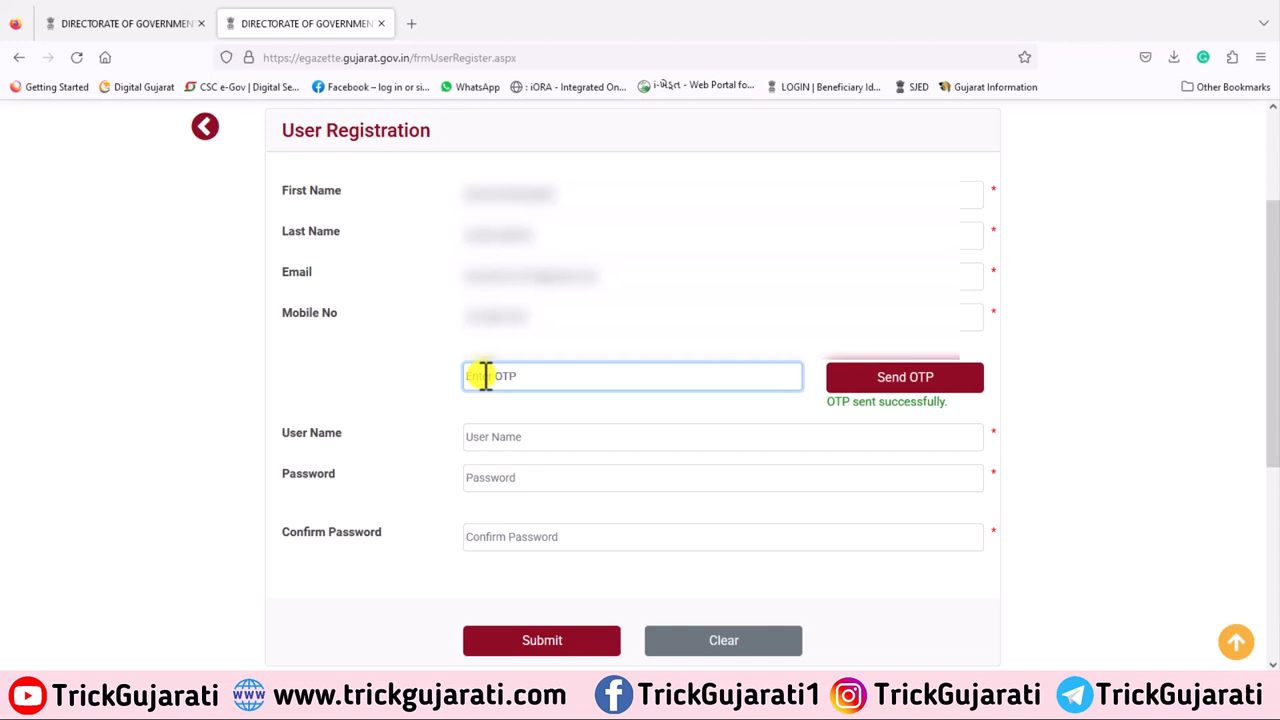 DIRECTORATE OF GOVERNMEN
DIRECTORATE OF GOVERNMEN
https://egazette.gujarat.gov.in/frmUserRegister.aspx
Getting Started
Digital Gujarat
CSC e-Gov | Digital Se...
Facebook – log in or si...
WhatsApp
: iORA - Integrated On...
i-ખેડૂત - Web Portal fo...
LOGIN | Beneficiary Id...
SJED
Gujarat Information
Other Bookmarks
User Registration
First Name *
Last Name *
Email *
Mobile No *
Enter OTP
Send OTP
OTP sent successfully.
User Name
User Name *
Password
Password *
Confirm Password
Confirm Password *
Submit
Clear
TrickGujarati
www.trickgujarati.com
TrickGujarati1
TrickGujarati
TrickGujarati